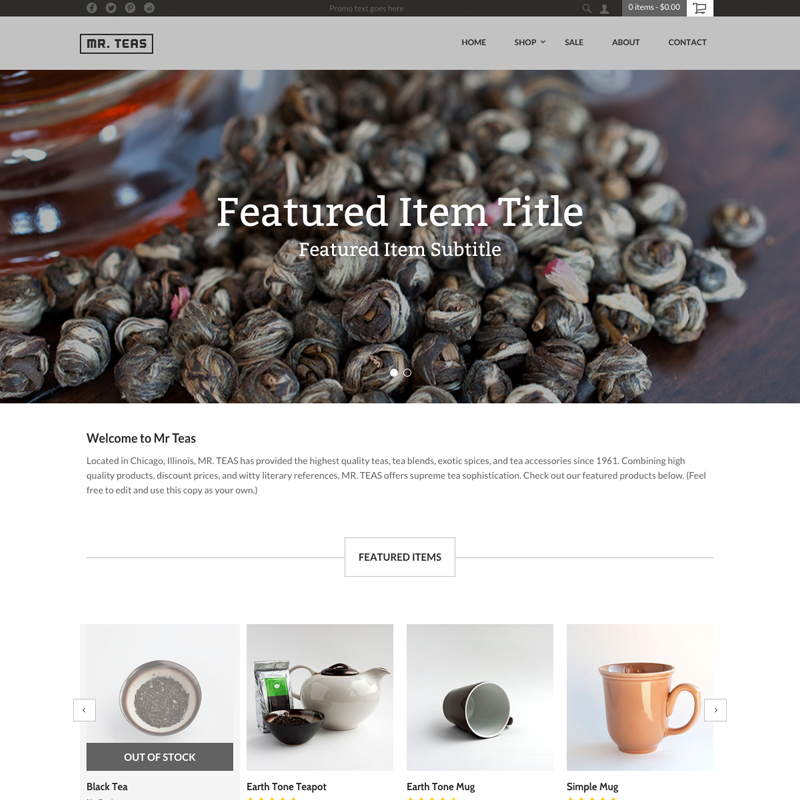 Promo text goes here
0 items - $0.00
MR. TEAS
HOME SHOP SALE ABOUT CONTACT
Featured Item Title
Featured Item Subtitle
Welcome to Mr Teas
Located in Chicago, Illinois, MR. TEAS has provided the highest quality teas, tea blends, exotic spices, and tea accessories since 1961. Combining high
quality products, discount prices, and witty literary references, MR. TEAS offers supreme tea sophistication. Check out our featured products below. (Feel
free to edit and use this copy as your own.)
FEATURED ITEMS
OUT OF STOCK
Black Tea
Earth Tone Teapot
Earth Tone Mug
Simple Mug